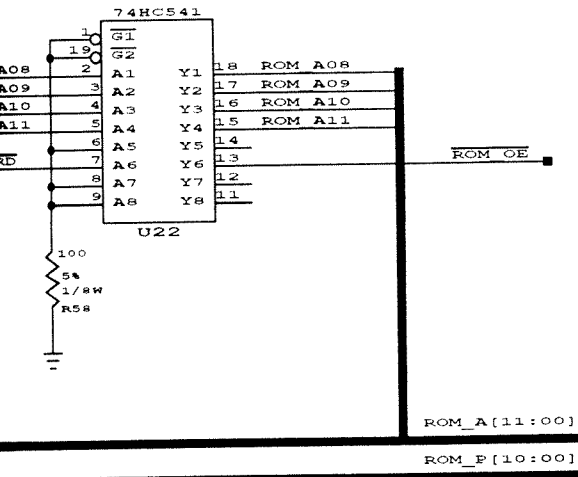 74HC541
1 G1
19 G2
A08 2 A1 Y1 18 ROM A08
A09 3 A2 Y2 17 ROM A09
A10 4 A3 Y3 16 ROM A10
A11 5 A4 Y4 15 ROM A11
6 A5 Y5 14
RD 7 A6 Y6 13 ROM OE
8 A7 Y7 12
9 A8 Y8 11
U22
100
5%
1/8W
R58
ROM_A[11:00]
ROM_P[10:00]